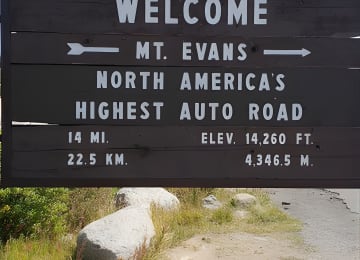 WELCOME
MT. EVANS
NORTH AMERICA'S
HIGHEST AUTO ROAD
14 MI. ELEV. 14,260 FT.
22.5 KM. 4,346.5 M.